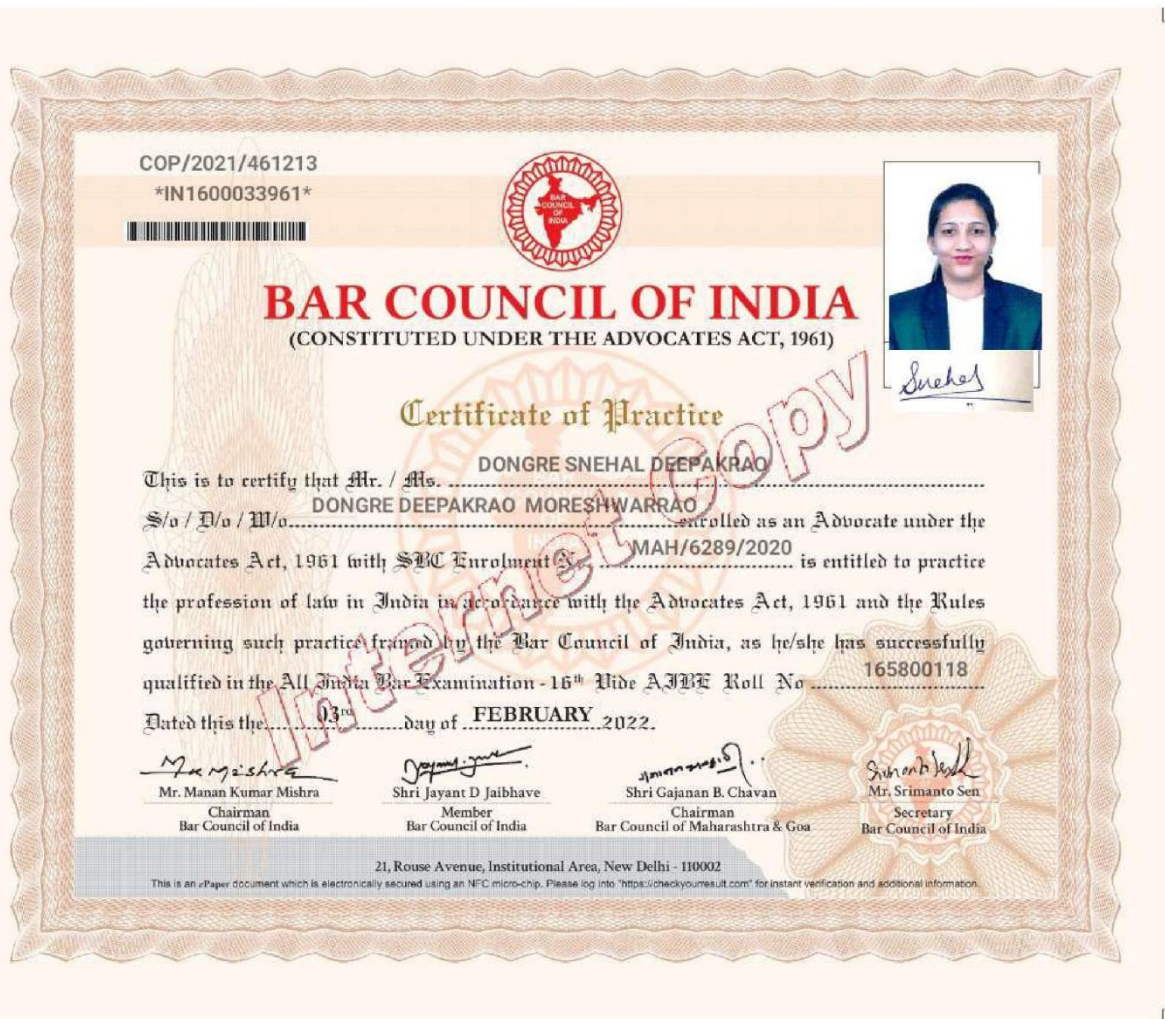 COP/2021/461213
*IN1600033961*
BAR
COUNCIL
OF
INDIA
BAR COUNCIL OF INDIA
(CONSTITUTED UNDER THE ADVOCATES ACT, 1961)
Snehal
Certificate of Practice
This is to certify that Mr. / Ms. DONGRE SNEHAL DEEPAKRAO
S/o / D/o / W/o DONGRE DEEPAKRAO MORESHWARRAO enrolled as an Advocate under the
Advocates Act, 1961 with SBC Enrolment MAH/6289/2020 is entitled to practice
the profession of law in India in accordance with the Advocates Act, 1961 and the Rules
governing such practice framed by the Bar Council of India, as he/she has successfully
qualified in the All India Bar Examination - 16th Vide AIBE Roll No 165800118
Dated this the 03rd day of FEBRUARY 2022.
Internet Copy
Mr. Manan Kumar Mishra
Chairman
Bar Council of India
Shri Jayant D Jaibhave
Member
Bar Council of India
Shri Gajanan B. Chavan
Chairman
Bar Council of Maharashtra & Goa
Mr. Srimanto Sen
Secretary
Bar Council of India
21, Rouse Avenue, Institutional Area, New Delhi - 110002
This is an ePaper document which is electronically secured using an NFC micro-chip. Please log into "https://checkyourresult.com" for instant verification and additional information.